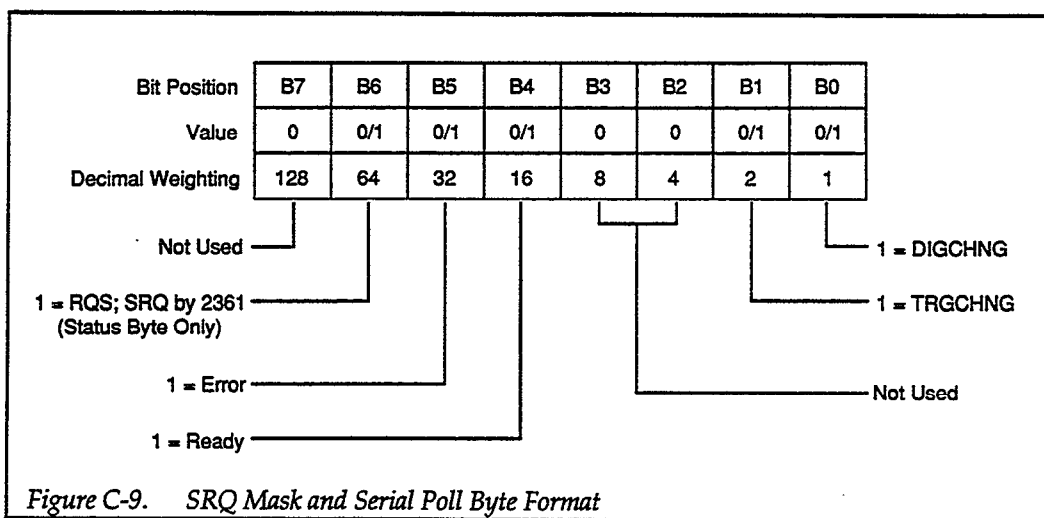 Bit Position B7 B6 B5 B4 B3 B2 B1 B0
Value 0 0/1 0/1 0/1 0 0 0/1 0/1
Decimal Weighting 128 64 32 16 8 4 2 1
Not Used
1 = DIGCHNG
1 = RQS; SRQ by 2361
(Status Byte Only)
1 = TRGCHNG
1 = Error
Not Used
1 = Ready
Figure C-9. SRQ Mask and Serial Poll Byte Format